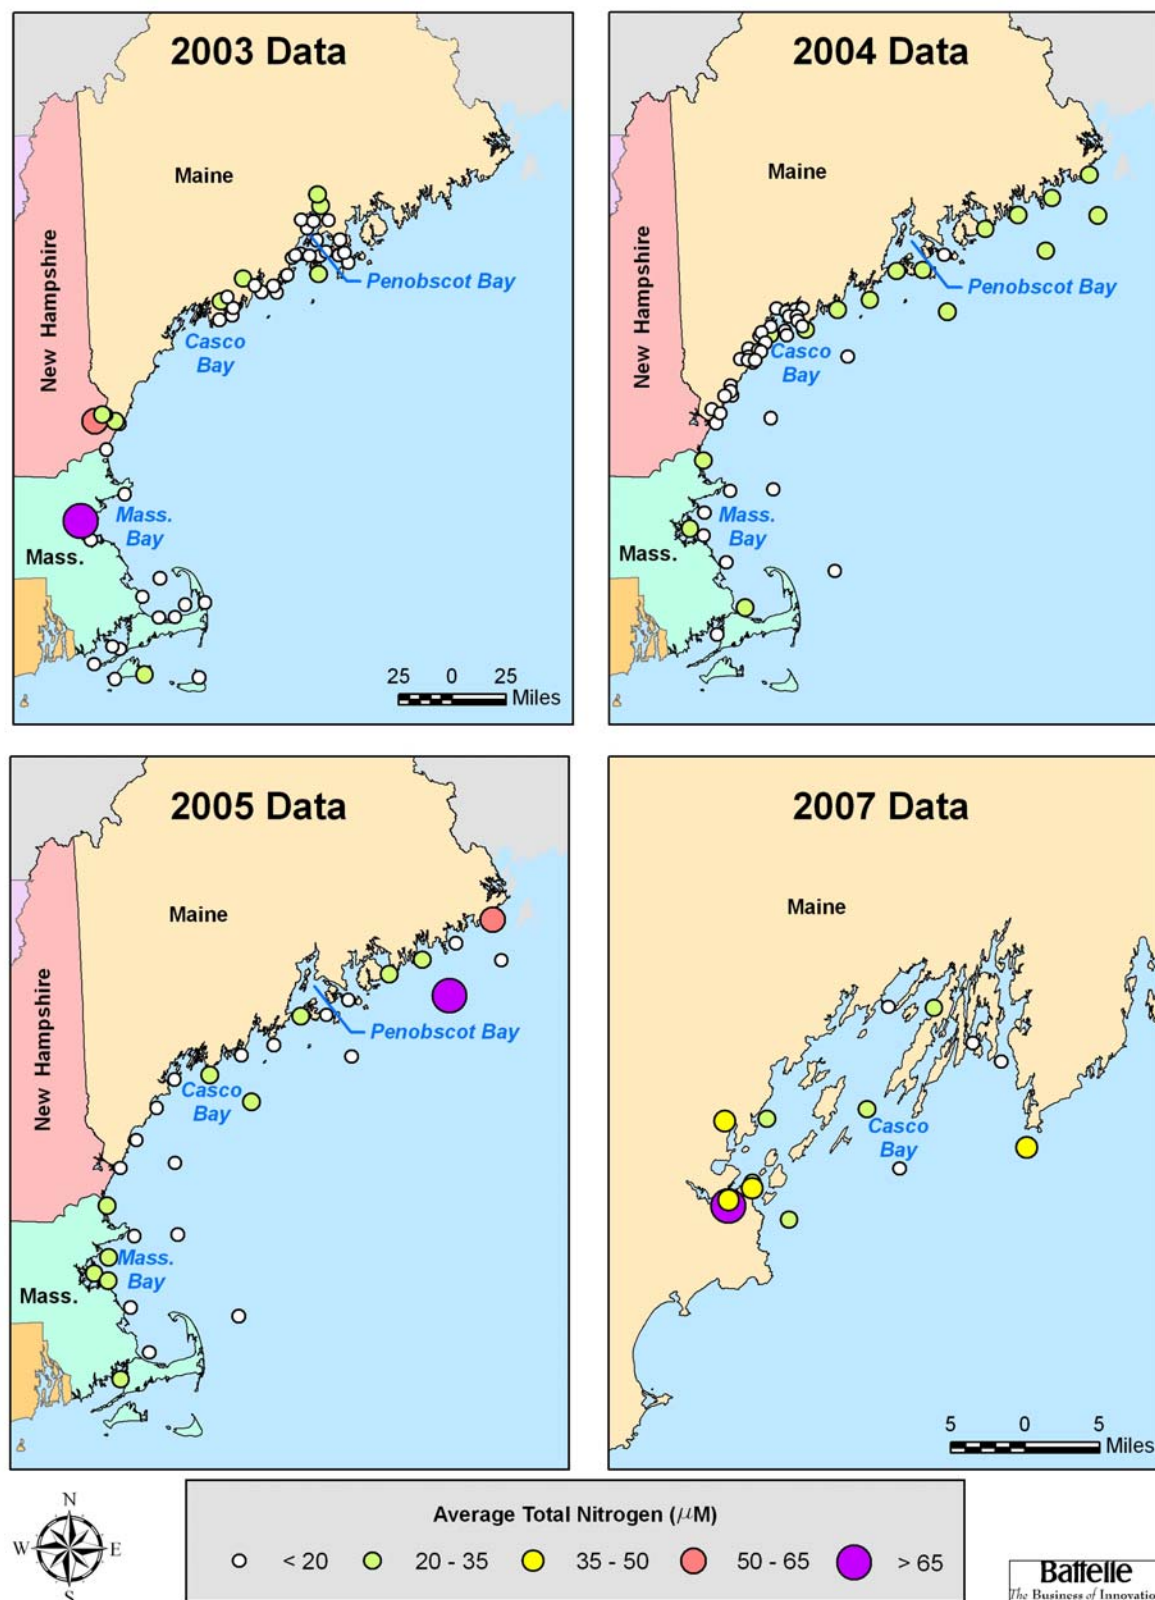 2003 Data
Maine
New Hampshire
Penobscot Bay
Casco
Bay
Mass.
Bay
Mass.
25 0 25
Miles
2004 Data
Maine
New Hampshire
Penobscot Bay
Casco
Bay
Mass.
Bay
Mass.
2005 Data
Maine
New Hampshire
Penobscot Bay
Casco
Bay
Mass.
Bay
Mass.
2007 Data
Maine
Casco
Bay
5 0 5
Miles
N
W E
S
Average Total Nitrogen (μM)
< 20 20 - 35 35 - 50 50 - 65 > 65
Battelle
The Business of Innovatio